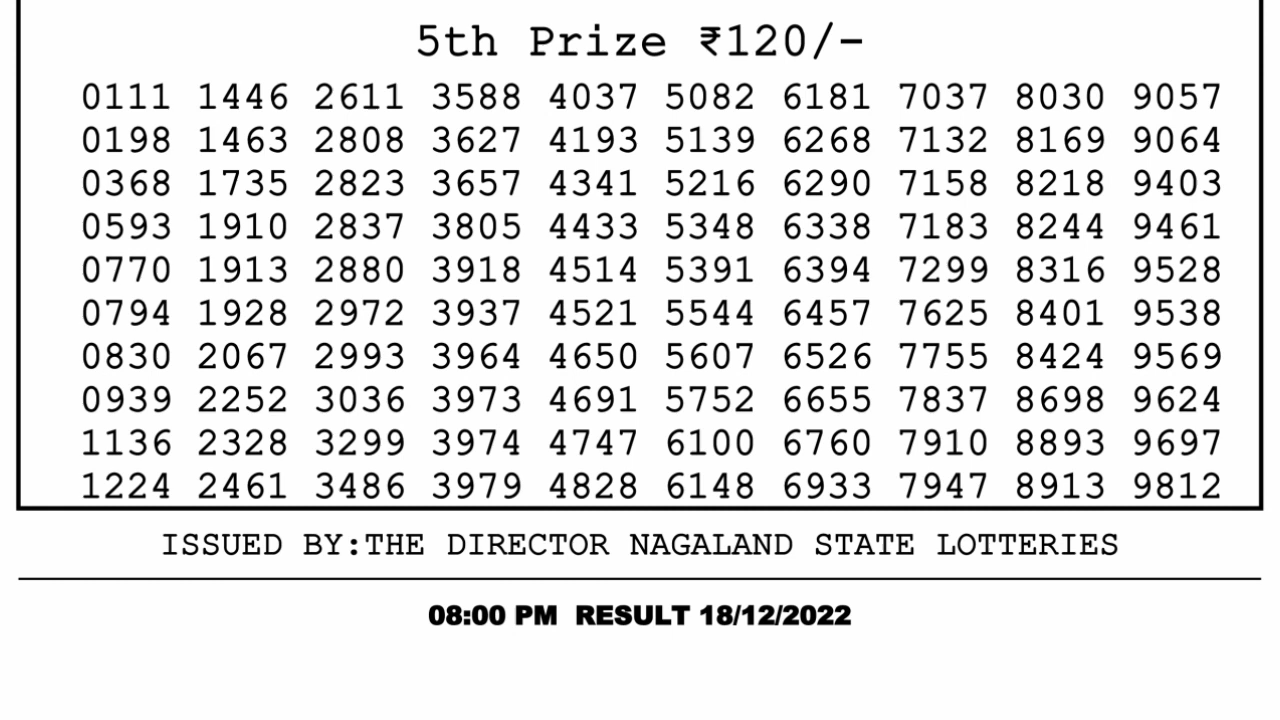 5th Prize ₹120/-
0111 1446 2611 3588 4037 5082 6181 7037 8030 9057
0198 1463 2808 3627 4193 5139 6268 7132 8169 9064
0368 1735 2823 3657 4341 5216 6290 7158 8218 9403
0593 1910 2837 3805 4433 5348 6338 7183 8244 9461
0770 1913 2880 3918 4514 5391 6394 7299 8316 9528
0794 1928 2972 3937 4521 5544 6457 7625 8401 9538
0830 2067 2993 3964 4650 5607 6526 7755 8424 9569
0939 2252 3036 3973 4691 5752 6655 7837 8698 9624
1136 2328 3299 3974 4747 6100 6760 7910 8893 9697
1224 2461 3486 3979 4828 6148 6933 7947 8913 9812
ISSUED BY:THE DIRECTOR NAGALAND STATE LOTTERIES
08:00 PM RESULT 18/12/2022